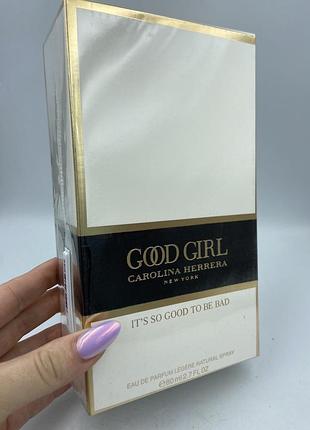 GOOD GIRL
CAROLINA HERRERA
NEW YORK
IT'S SO GOOD TO BE BAD
EAU DE PARFUM LÉGÈRE NATURAL SPRAY
℮80 ml 2.7 FL OZ